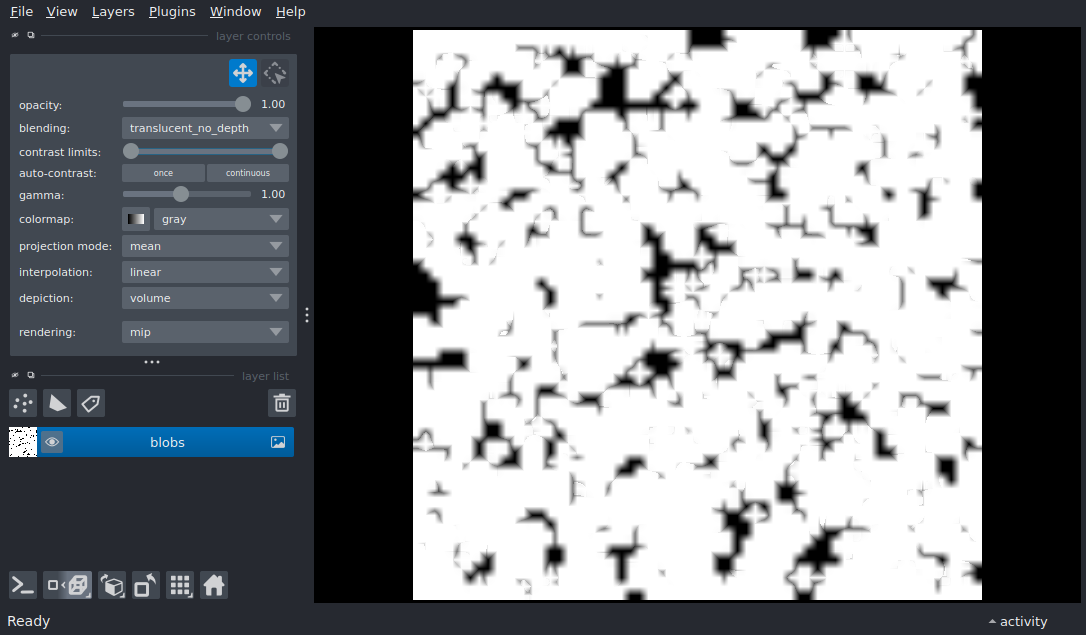 File View Layers Plugins Window Help
layer controls
opacity: 1.00
blending: translucent_no_depth
contrast limits:
auto-contrast: once continuous
gamma: 1.00
colormap: gray
projection mode: mean
interpolation: linear
depiction: volume
rendering: mip
layer list
blobs
Ready activity